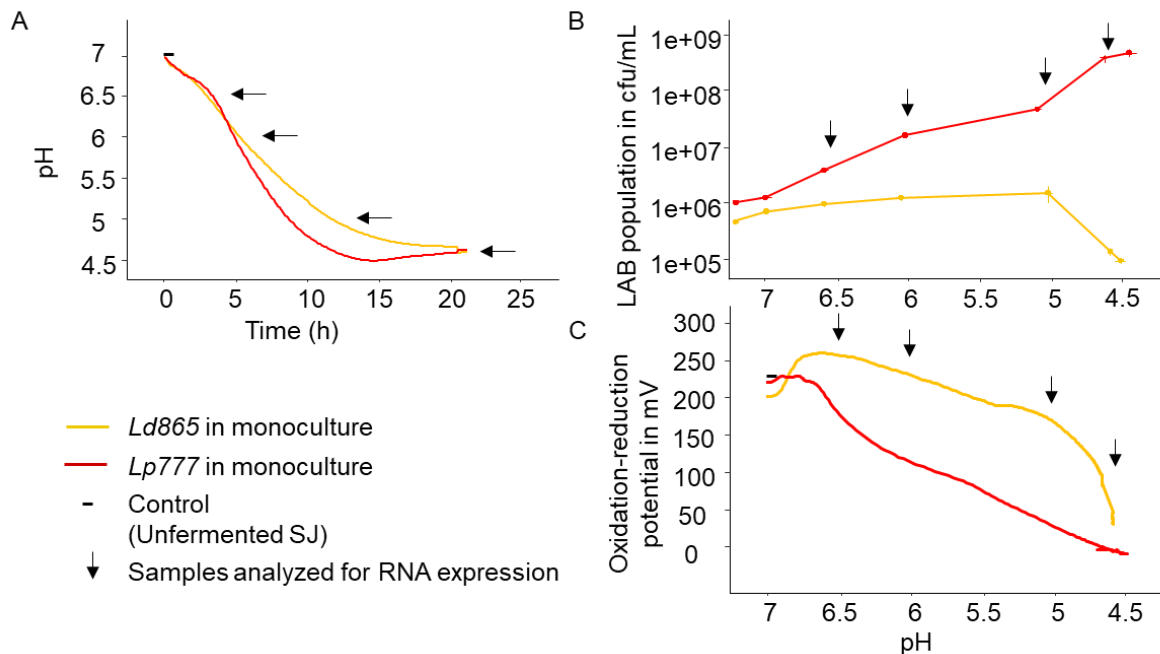 A
7
6.5
6
5.5
5
4.5
pH
0
5
10
15
20
25
Time (h)
B
1e+09
1e+08
1e+07
1e+06
1e+05
LAB population in cfu/mL
7
6.5
6
5.5
5
4.5
C
300
250
200
150
100
50
0
Oxidation-reduction
potential in mV
7
6.5
6
5.5
5
4.5
pH
Ld865 in monoculture
Lp777 in monoculture
Control
(Unfermented SJ)
Samples analyzed for RNA expression